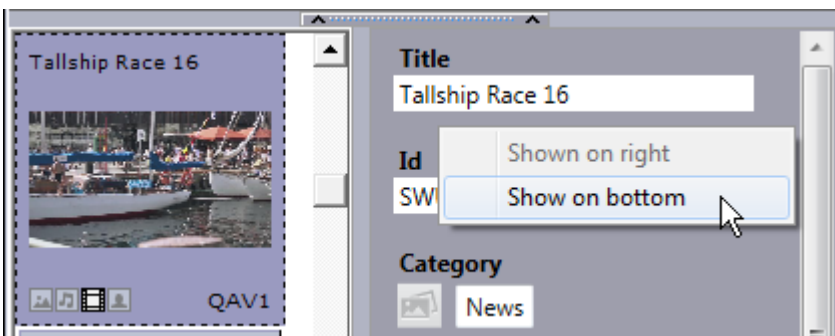 Tallship Race 16
QAV1
Title
Tallship Race 16
Id
SW
Shown on right
Show on bottom
Category
News